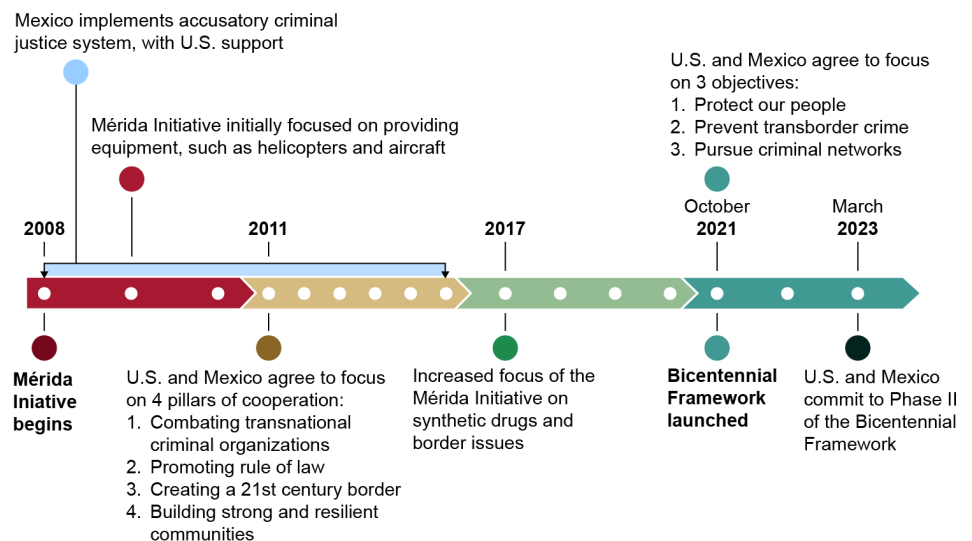 Mexico implements accusatory criminal
justice system, with U.S. support
Mérida Initiative initially focused on providing
equipment, such as helicopters and aircraft
U.S. and Mexico agree to focus
on 3 objectives:
1. Protect our people
2. Prevent transborder crime
3. Pursue criminal networks
2008
2011
2017
October
2021
March
2023
Mérida
Iniative
begins
U.S. and Mexico agree to focus
on 4 pillars of cooperation:
1. Combating transnational
criminal organizations
2. Promoting rule of law
3. Creating a 21st century border
4. Building strong and resilient
communities
Increased focus of the
Mérida Initiative on
synthetic drugs and
border issues
Bicentennial
Framework
launched
U.S. and Mexico
commit to Phase II
of the Bicentennial
Framework